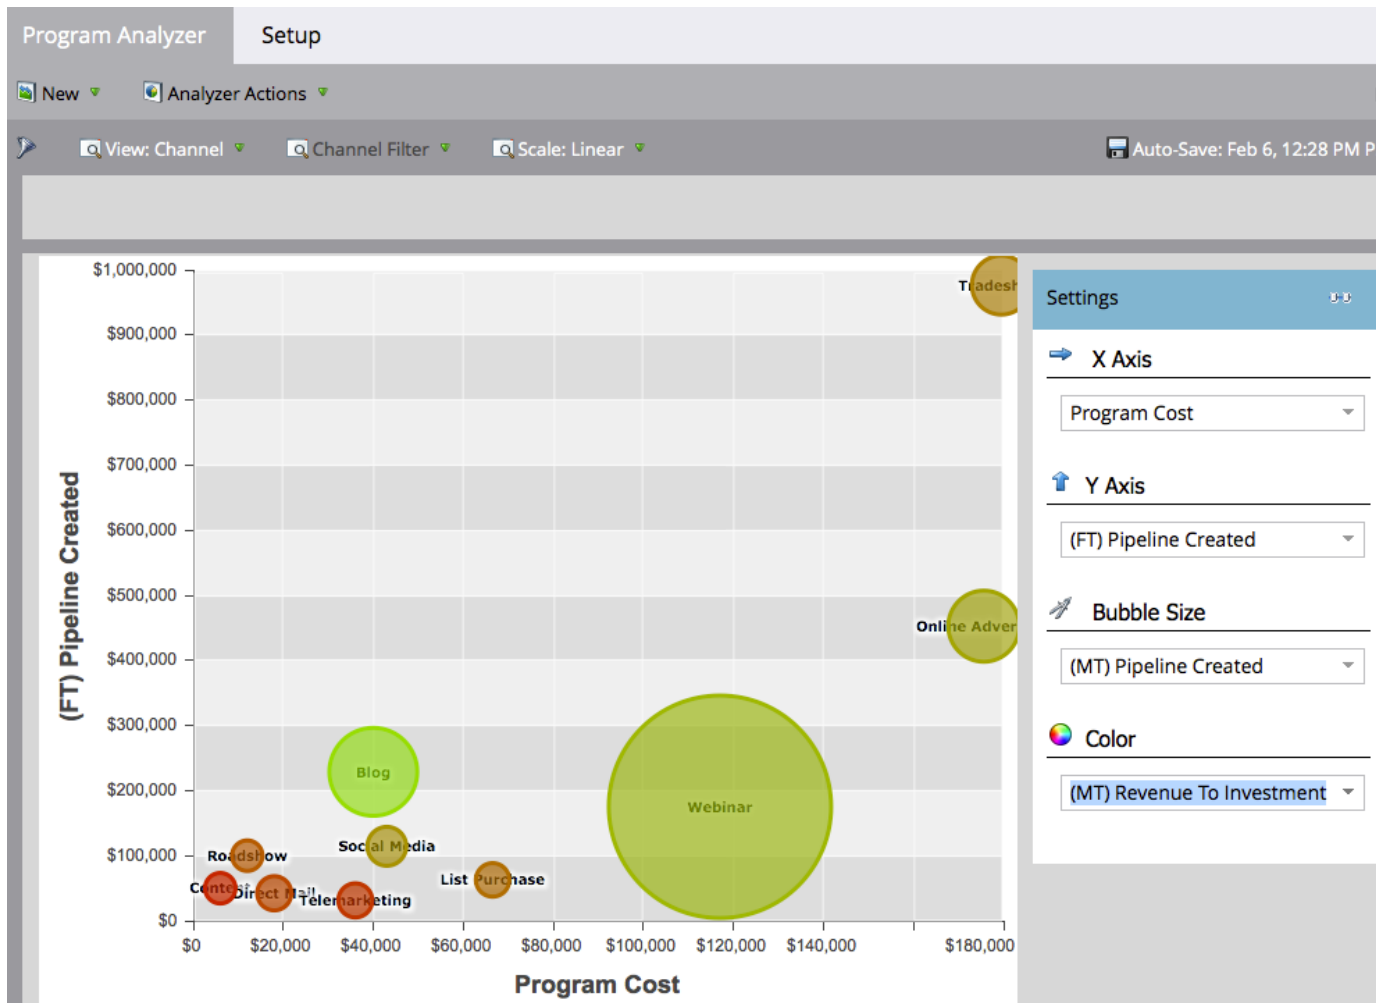 Program Analyzer Setup
New Analyzer Actions
View: Channel Channel Filter Scale: Linear Auto-Save: Feb 6, 12:28 PM P
$1,000,000
$900,000
$800,000
$700,000
$600,000
$500,000
$400,000
$300,000
$200,000
$100,000
$0
(FT) Pipeline Created
Tradesh
Online Adver
Blog
Webinar
Social Media
Roadshow
List Purchase
Content
Direct Mail
Telemarketing
$0 $20,000 $40,000 $60,000 $80,000 $100,000 $120,000 $140,000 $180,000
Program Cost
Settings
X Axis
Program Cost
Y Axis
(FT) Pipeline Created
Bubble Size
(MT) Pipeline Created
Color
(MT) Revenue To Investment